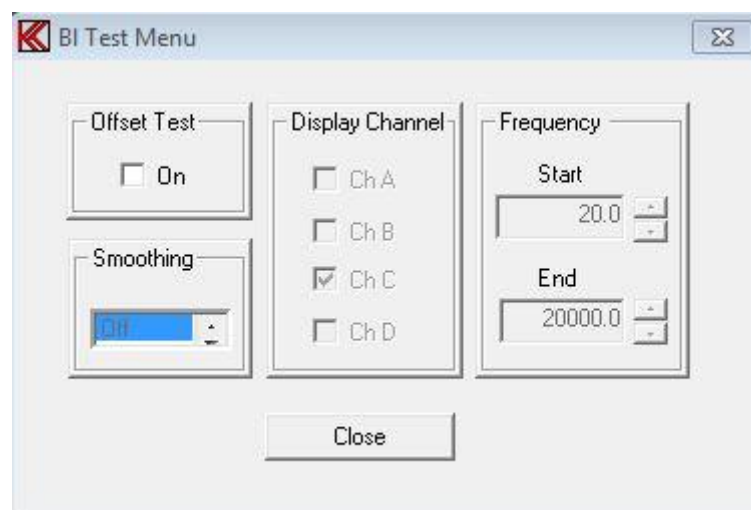 BI Test Menu
Offset Test
On
Smoothing
Off
Display Channel
Ch A
Ch B
Ch C
Ch D
Frequency
Start
20.0
End
20000.0
Close